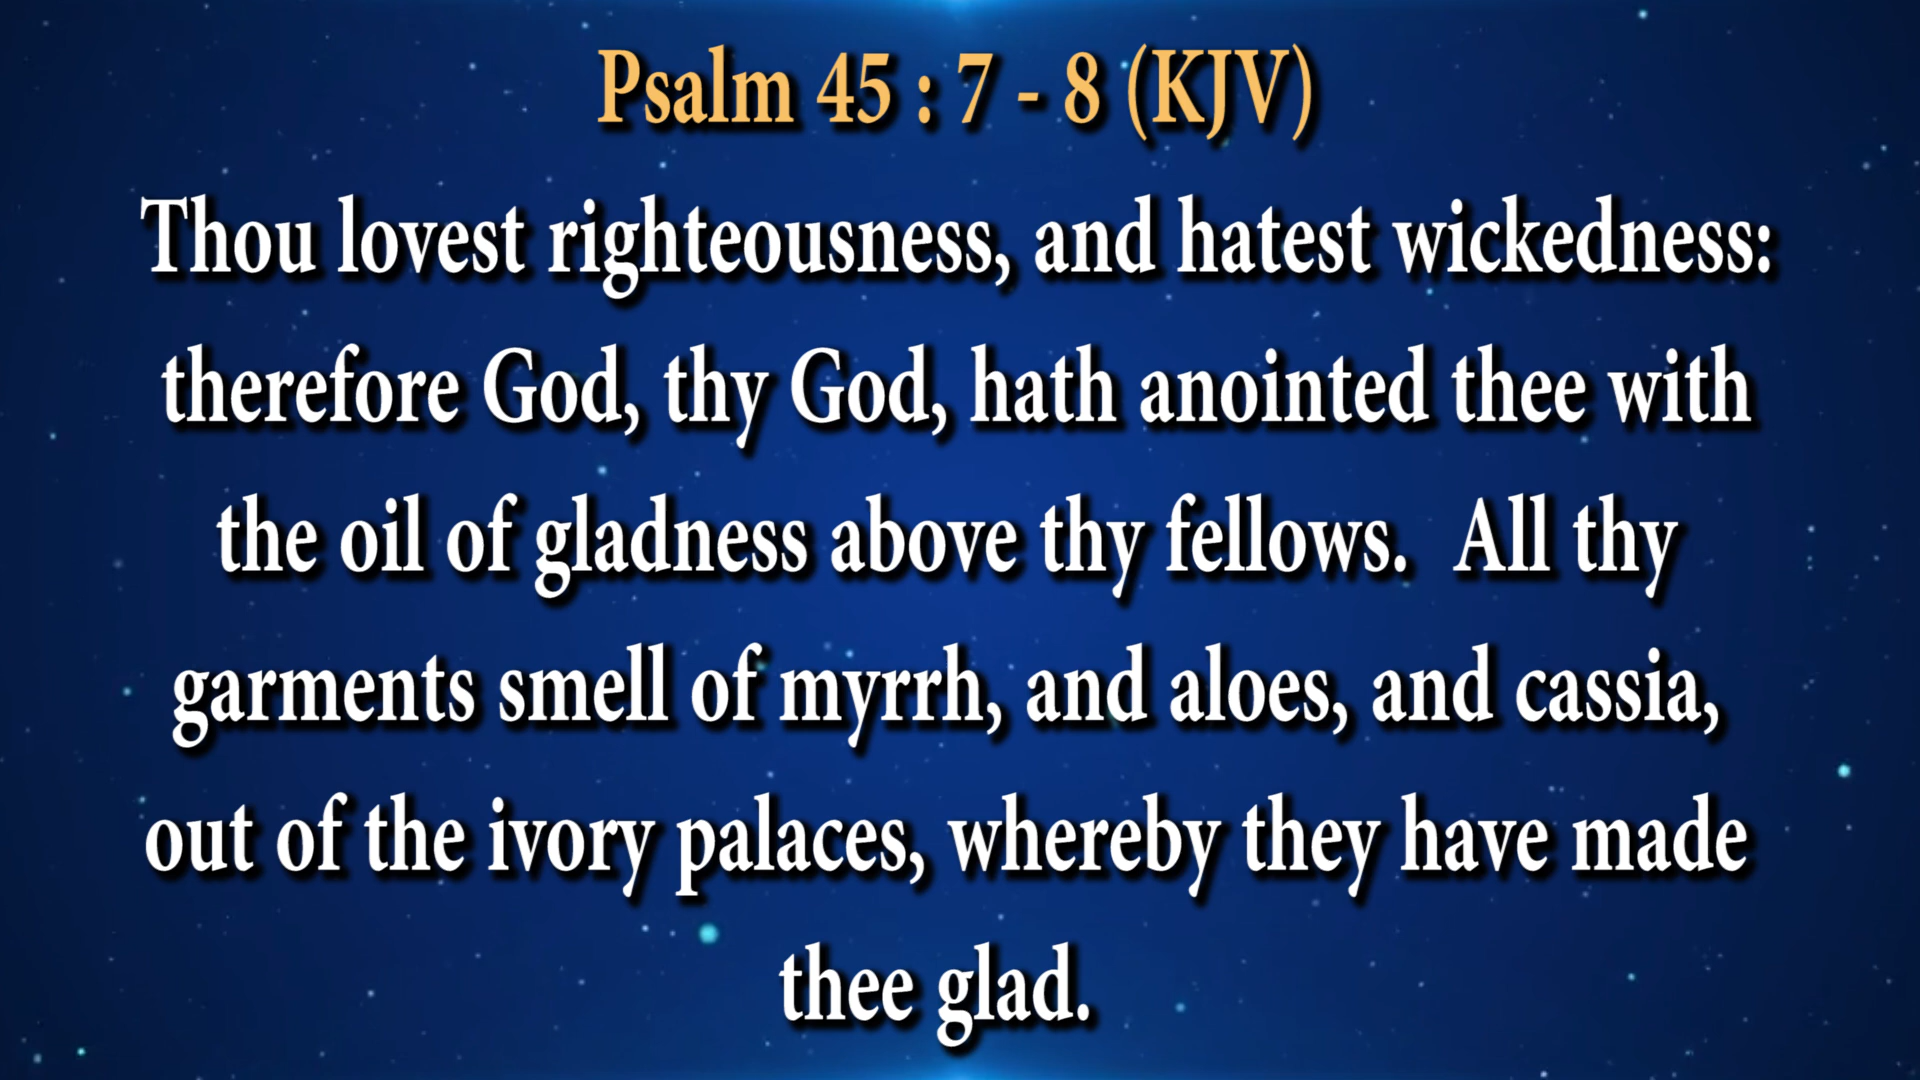 Psalm 45 : 7 - 8 (KJV)
Thou lovest righteousness, and hatest wickedness:
therefore God, thy God, hath anointed thee with
the oil of gladness above thy fellows.  All thy
garments smell of myrrh, and aloes, and cassia,
out of the ivory palaces, whereby they have made
thee glad.